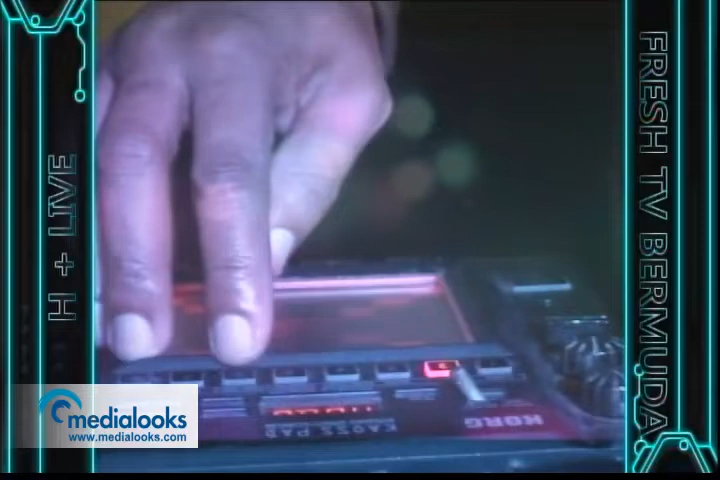 H + LIVE
FRESH TV BERMUDA
KORG
KAOSS PAD
medialooks
www.medialooks.com